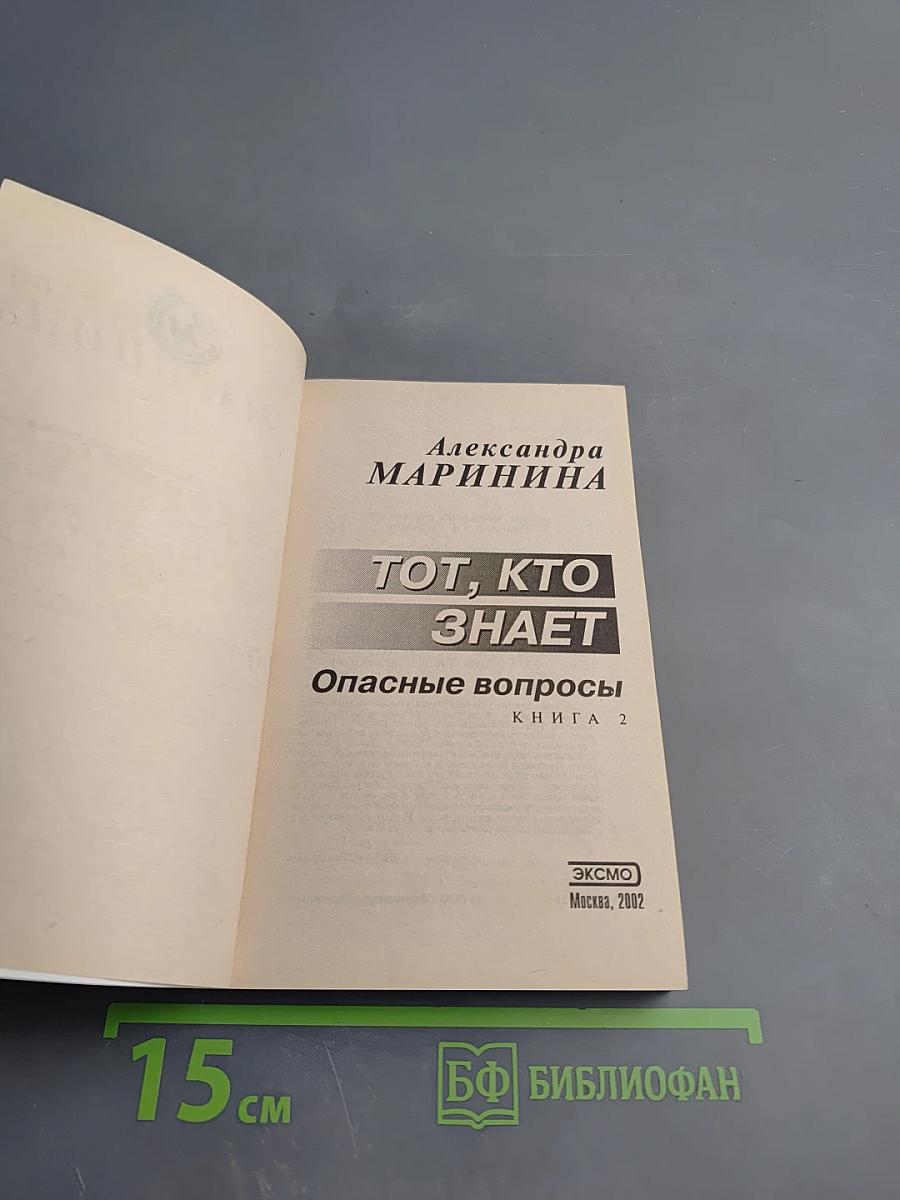 Александра
МАРИНИНА
ТОТ, КТО
ЗНАЕТ
Опасные вопросы
КНИГА 2
ЭКСМО
Москва, 2002
15 см
БФ БИБЛИОФАН